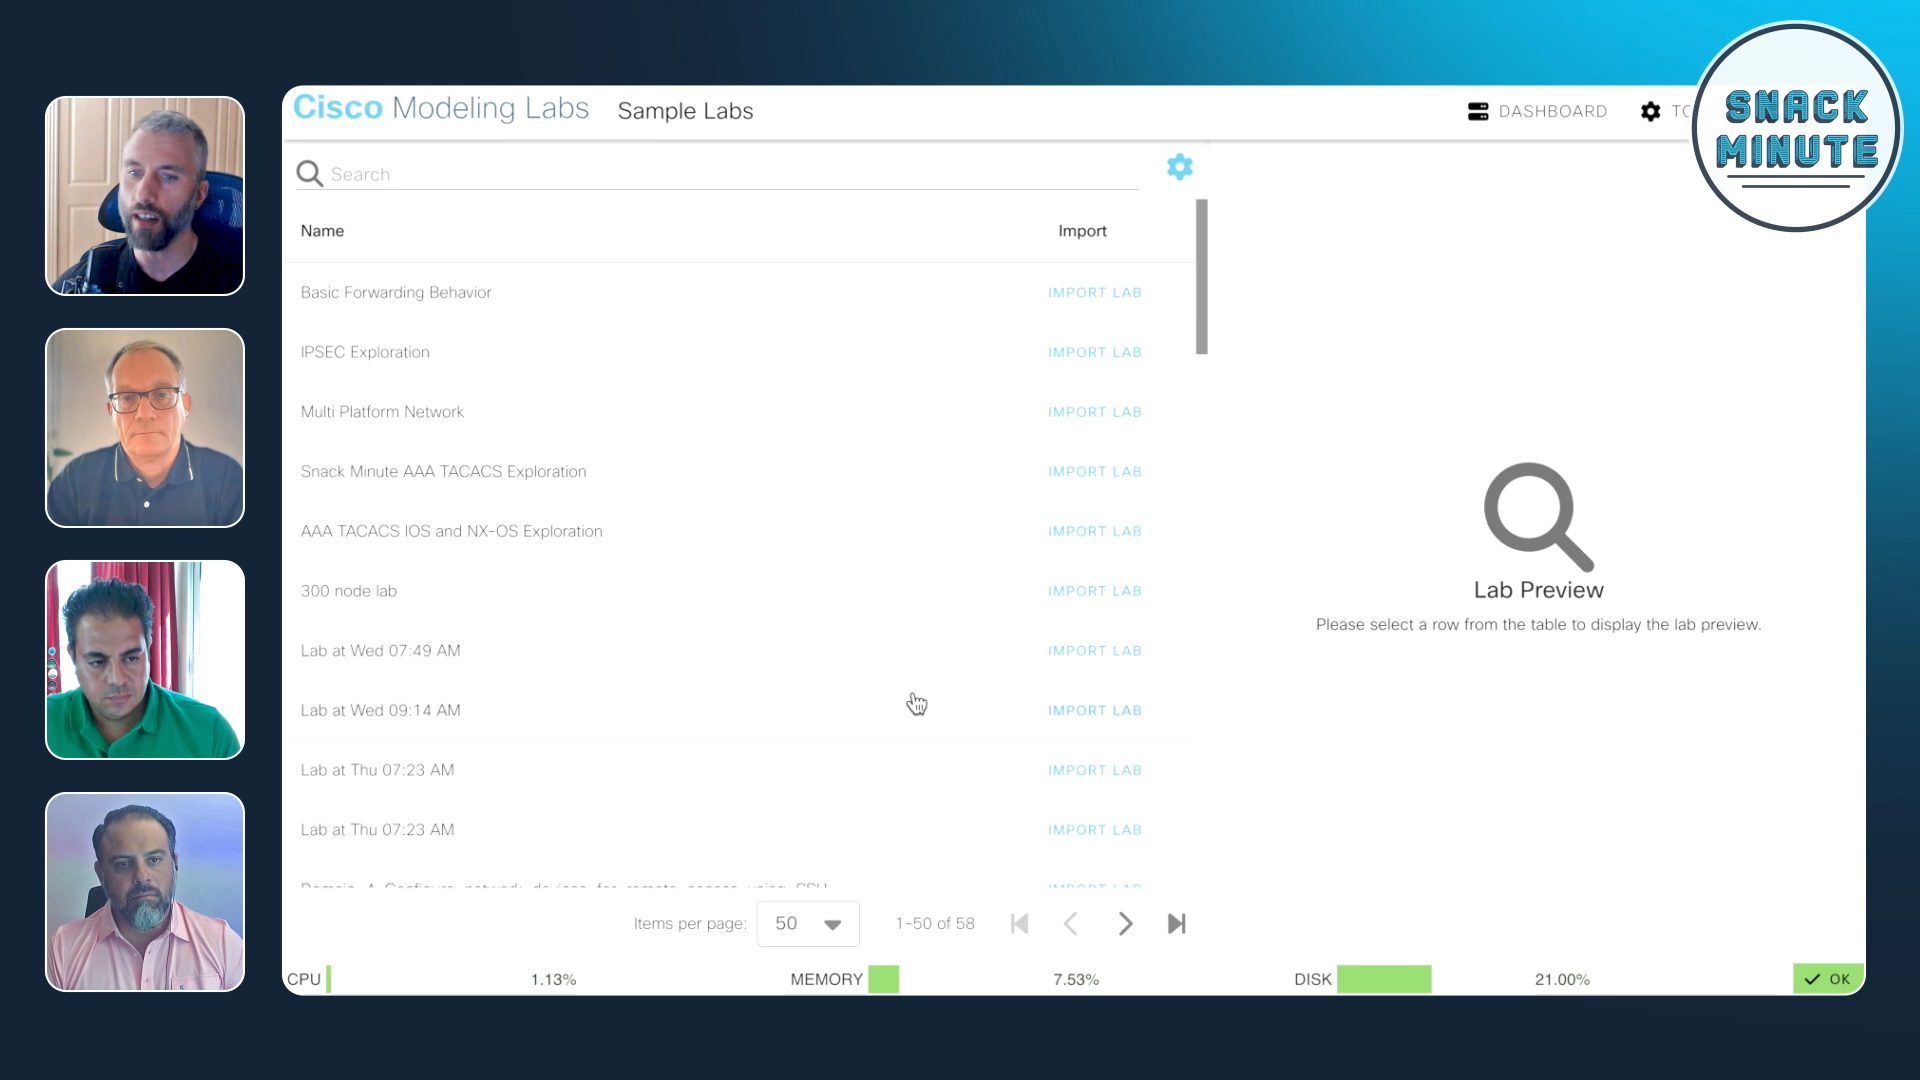 Cisco Modeling Labs Sample Labs DASHBOARD
SNACK MINUTE
Search
Name Import
Basic Forwarding Behavior IMPORT LAB
IPSEC Exploration IMPORT LAB
Multi Platform Network IMPORT LAB
Snack Minute AAA TACACS Exploration IMPORT LAB
AAA TACACS IOS and NX-OS Exploration IMPORT LAB
300 node lab IMPORT LAB
Lab at Wed 07:49 AM IMPORT LAB
Lab at Wed 09:14 AM IMPORT LAB
Lab at Thu 07:23 AM IMPORT LAB
Lab at Thu 07:23 AM IMPORT LAB
Lab Preview
Please select a row from the table to display the lab preview.
Items per page: 50 1-50 of 58
CPU 1.13% MEMORY 7.53% DISK 21.00% OK